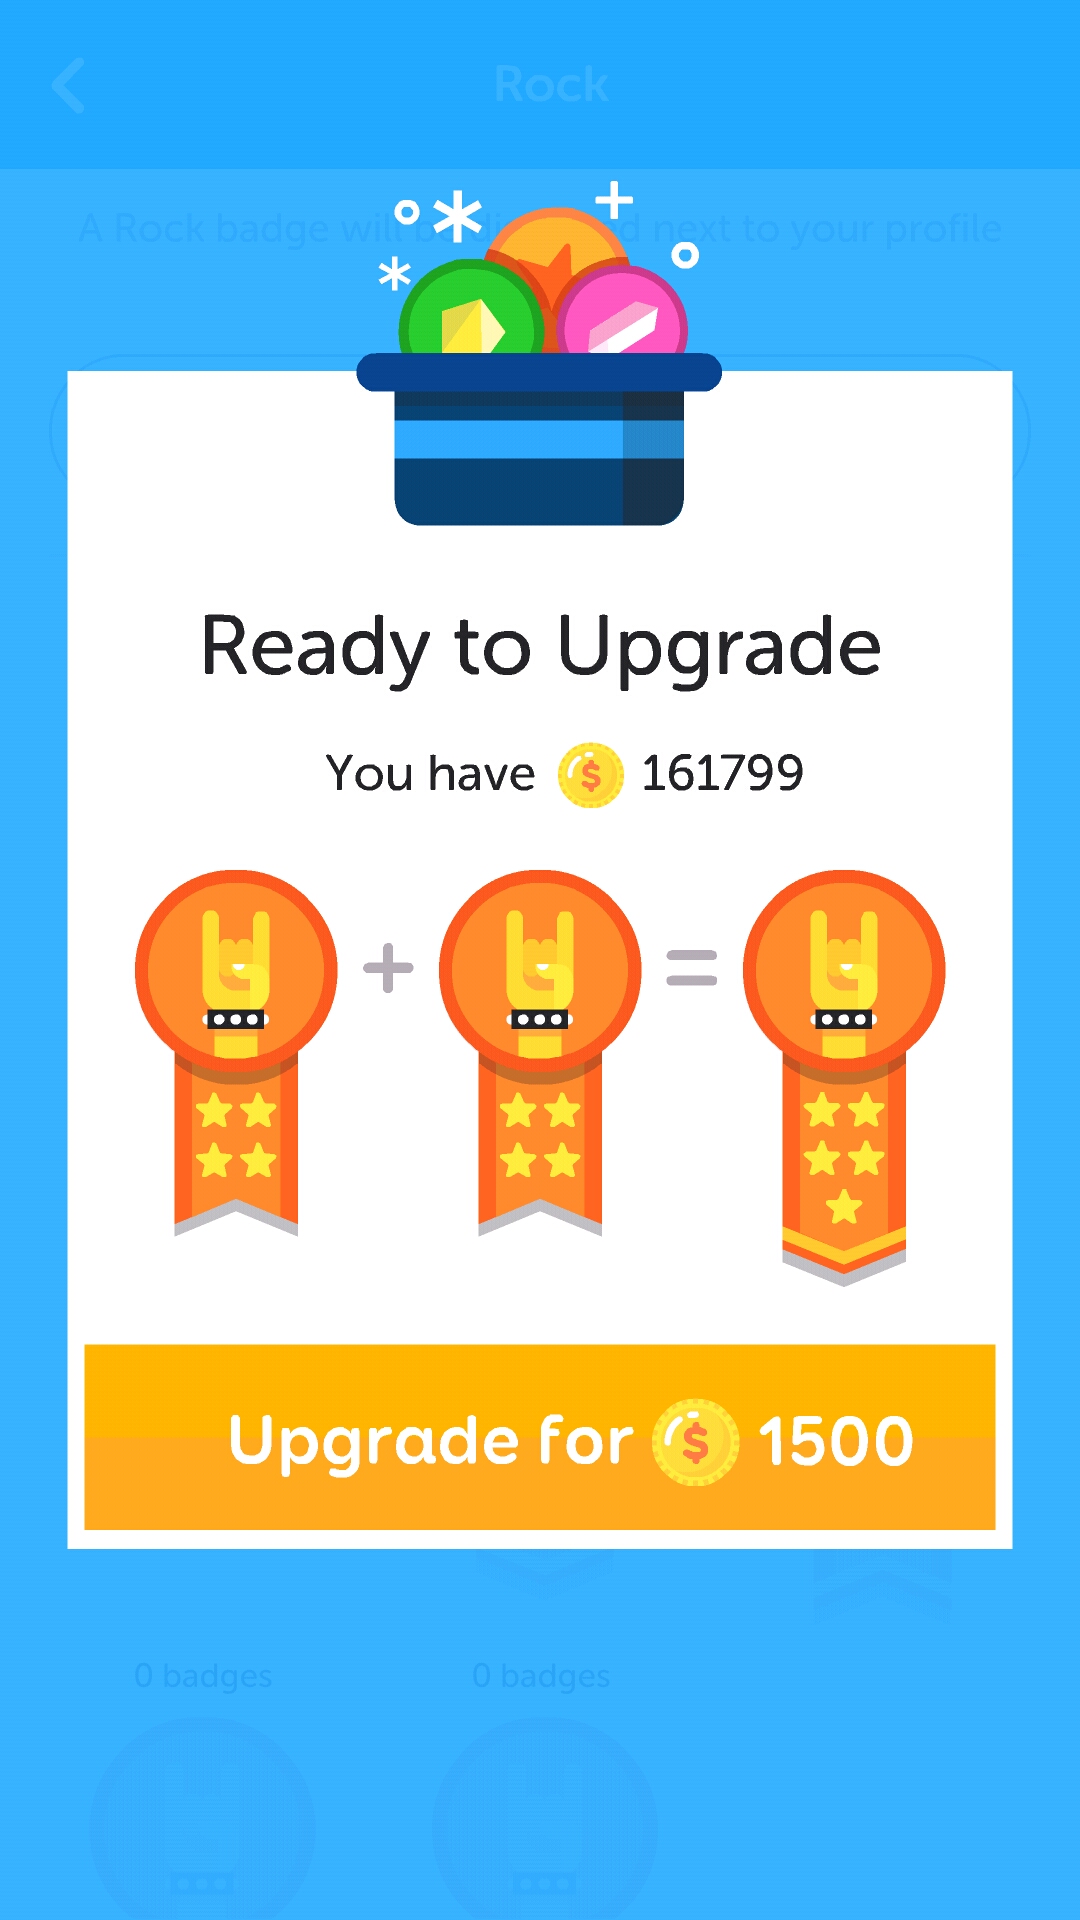 Rock
A Rock badge will be displayed next to your profile
Ready to Upgrade
You have $ 161799
+ =
Upgrade for $ 1500
0 badges 0 badges